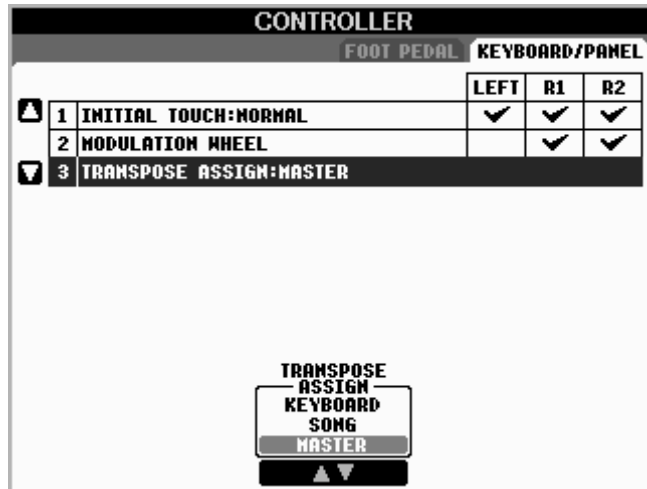 CONTROLLER
FOOT PEDAL KEYBOARD/PANEL
LEFT R1 R2
1 INITIAL TOUCH:NORMAL
2 MODULATION WHEEL
3 TRANSPOSE ASSIGN:MASTER
TRANSPOSE
ASSIGN
KEYBOARD
SONG
MASTER